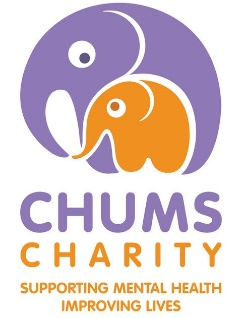 CHUMS
CHARITY
SUPPORTING MENTAL HEALTH
IMPROVING LIVES